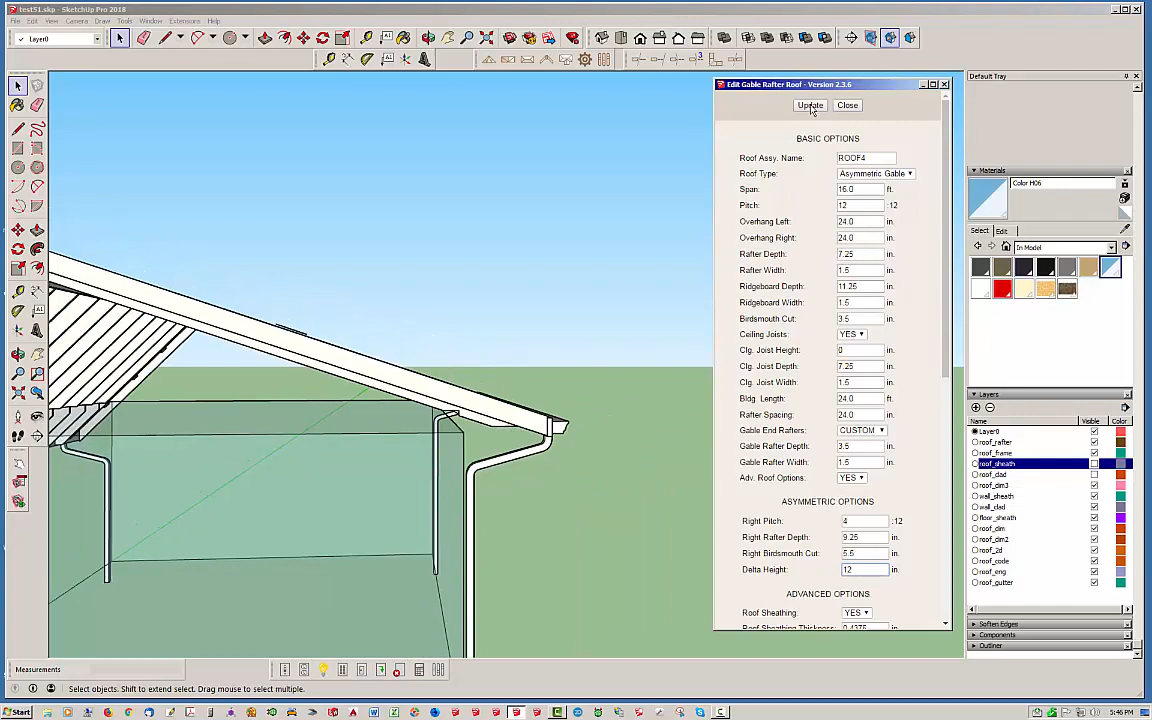 test51.skp - SketchUp Pro 2018
File Edit View Camera Draw Tools Window Extensions Help
Layer0
Default Tray
Edit Gable Rafter Roof - Version 2.3.6
Update Close
BASIC OPTIONS
Roof Assy. Name: ROOF4
Roof Type: Asymmetric Gable
Span: 16.0 ft.
Pitch: 12 :12
Overhang Left: 24.0 in.
Overhang Right: 24.0 in.
Rafter Depth: 7.25 in.
Rafter Width: 1.5 in.
Ridgeboard Depth: 11.25 in.
Ridgeboard Width: 1.5 in.
Birdsmouth Cut: 3.5 in.
Ceiling Joists: YES
Clg. Joist Height: 0 in.
Clg. Joist Depth: 7.25 in.
Clg. Joist Width: 1.5 in.
Bldg. Length: 24.0 ft.
Rafter Spacing: 24.0 in.
Gable End Rafters: CUSTOM
Gable Rafter Depth: 3.5 in.
Gable Rafter Width: 1.5 in.
Adv. Roof Options: YES
ASYMMETRIC OPTIONS
Right Pitch: 4 :12
Right Rafter Depth: 9.25 in.
Right Birdsmouth Cut: 5.5 in.
Delta Height: 12 in.
ADVANCED OPTIONS
Roof Sheathing: YES
Roof Sheathing Thickness: 0.4375 in.
Materials
Color H06
Select Edit
In Model
Layers
Name Visible Color
Layer0
roof_rafter
roof_frame
roof_sheath
roof_clad
roof_dim3
wall_sheath
wall_clad
floor_sheath
roof_dim
roof_dim2
roof_2d
roof_code
roof_eng
roof_gutter
Soften Edges
Components
Outliner
Measurements
Select objects. Shift to extend select. Drag mouse to select multiple.
Start
5:46 PM